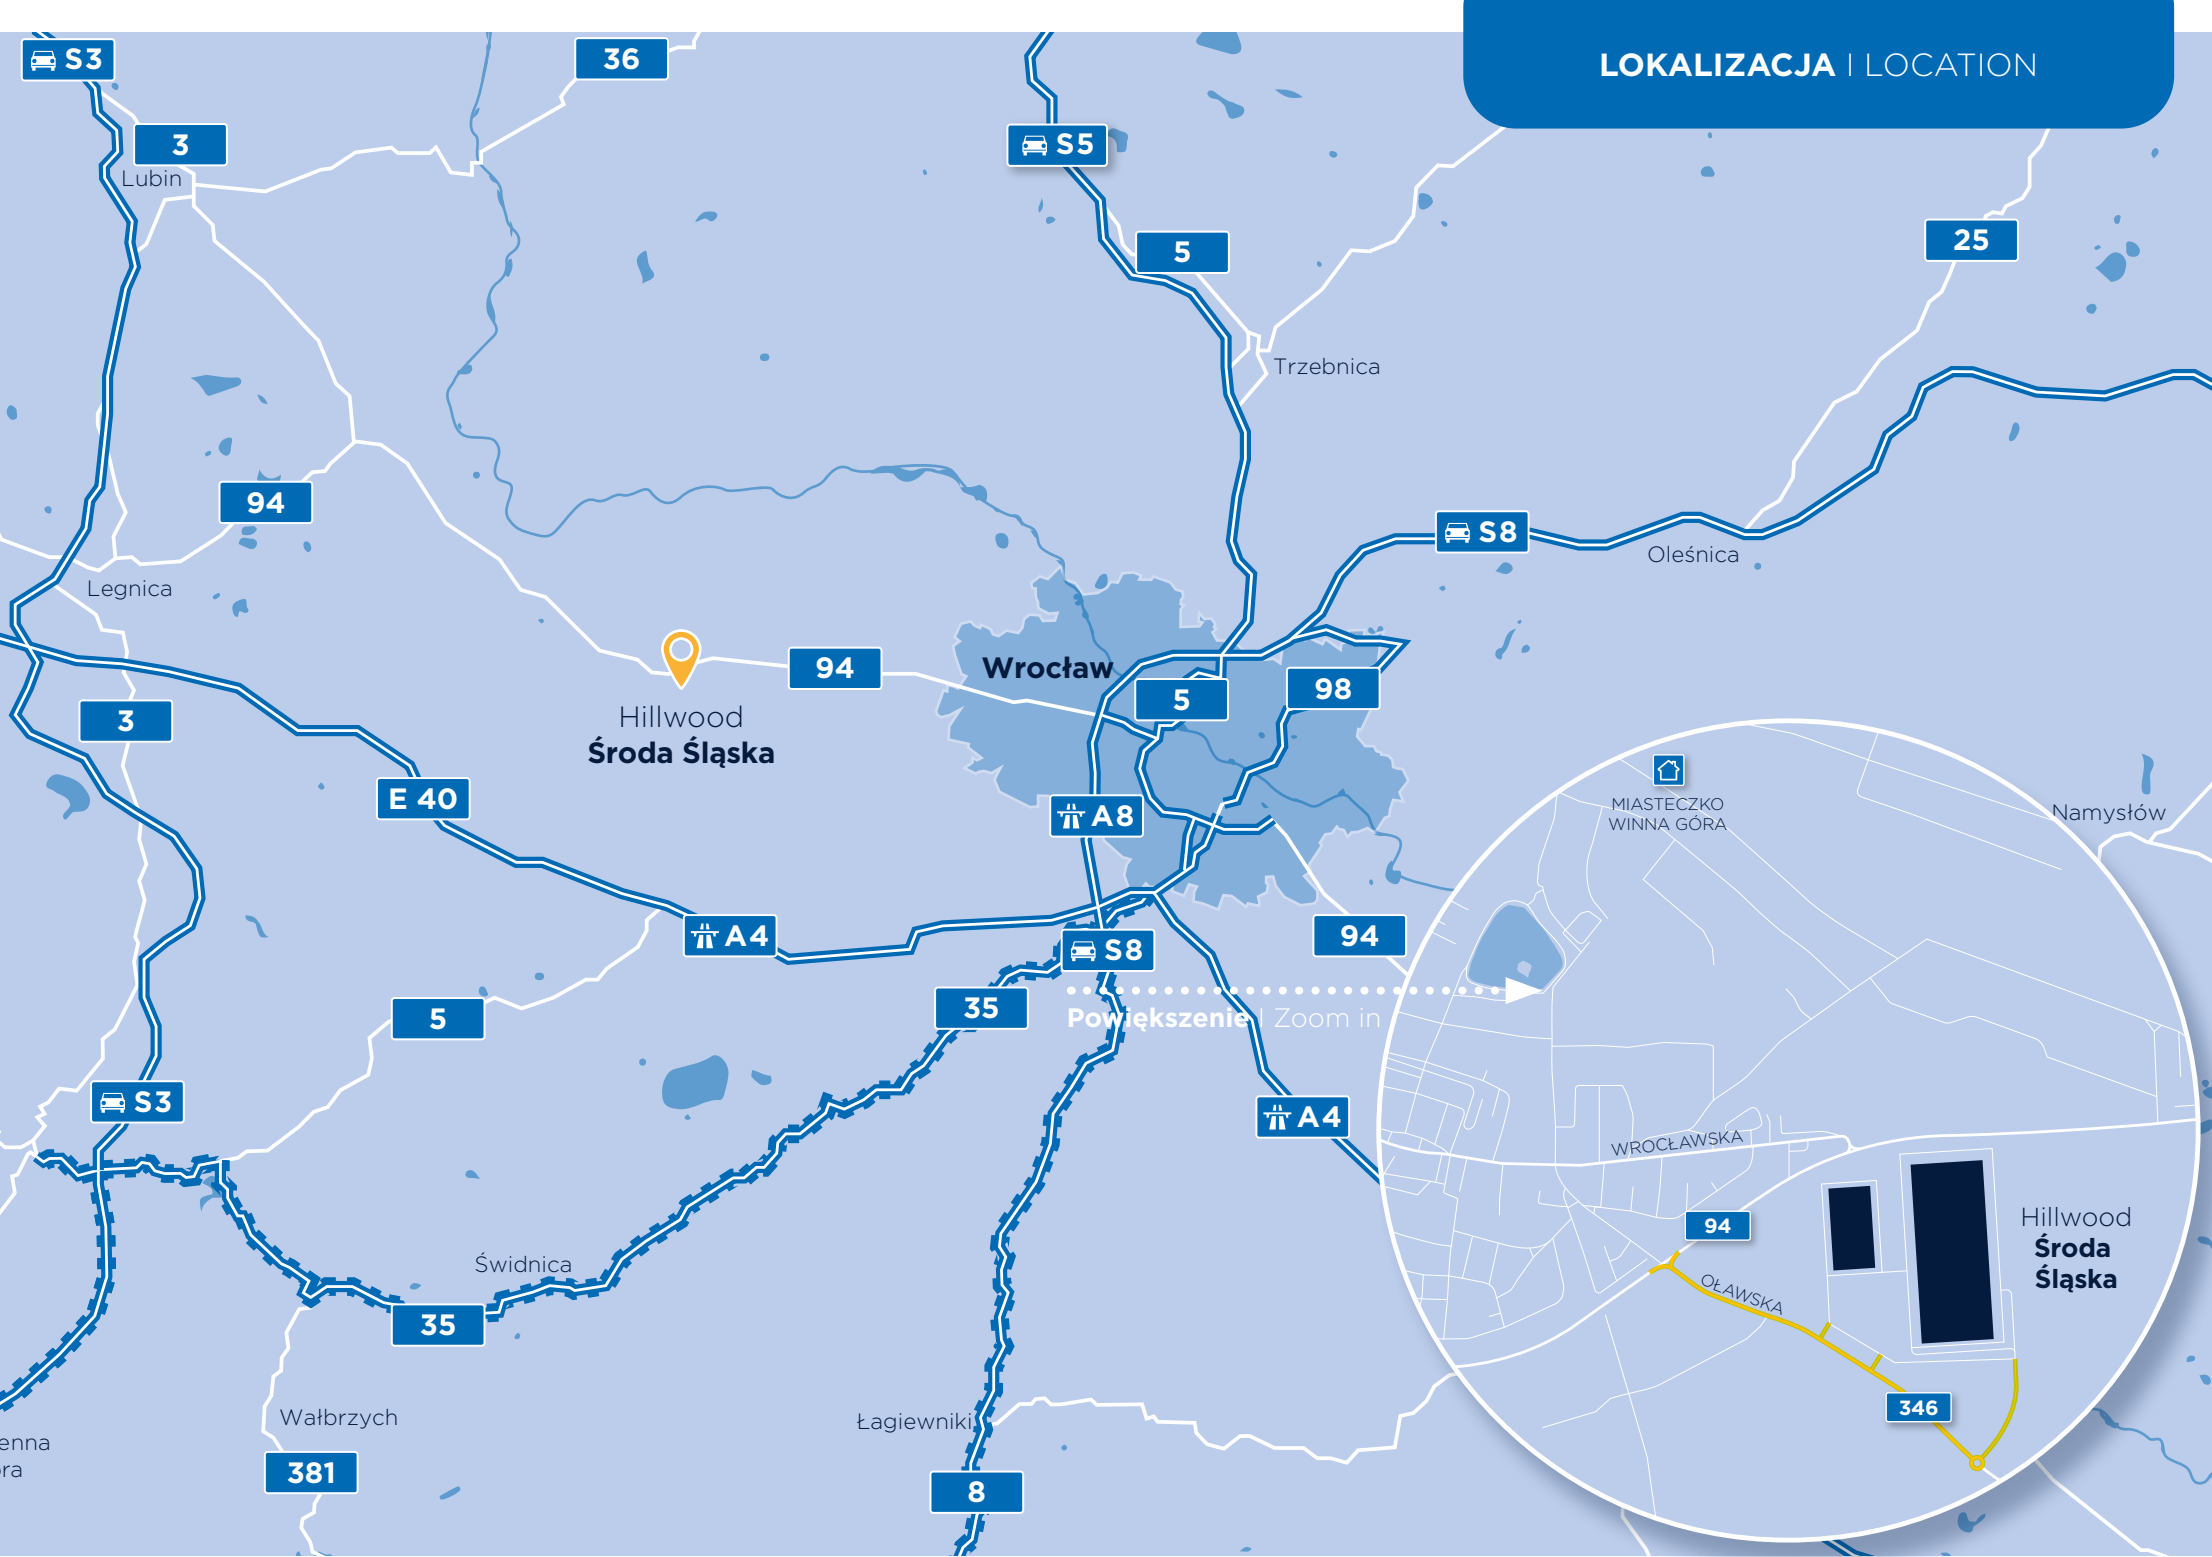 LOKALIZACJA | LOCATION
S3
36
3
Lubin
S5
5
25
Trzebnica
94
S8
Oleśnica
Legnica
Wrocław
94
5
98
3
Hillwood
Środa Śląska
E 40
A8
MIASTECZKO
WINNA GÓRA
Namysłów
A4
S8
94
5
35
Powiększenie | Zoom in
S3
A4
WROCŁAWSKA
94
Hillwood
Środa
Śląska
OŁAWSKA
Świdnica
35
346
Wałbrzych
Łagiewniki
enna
ra
381
8